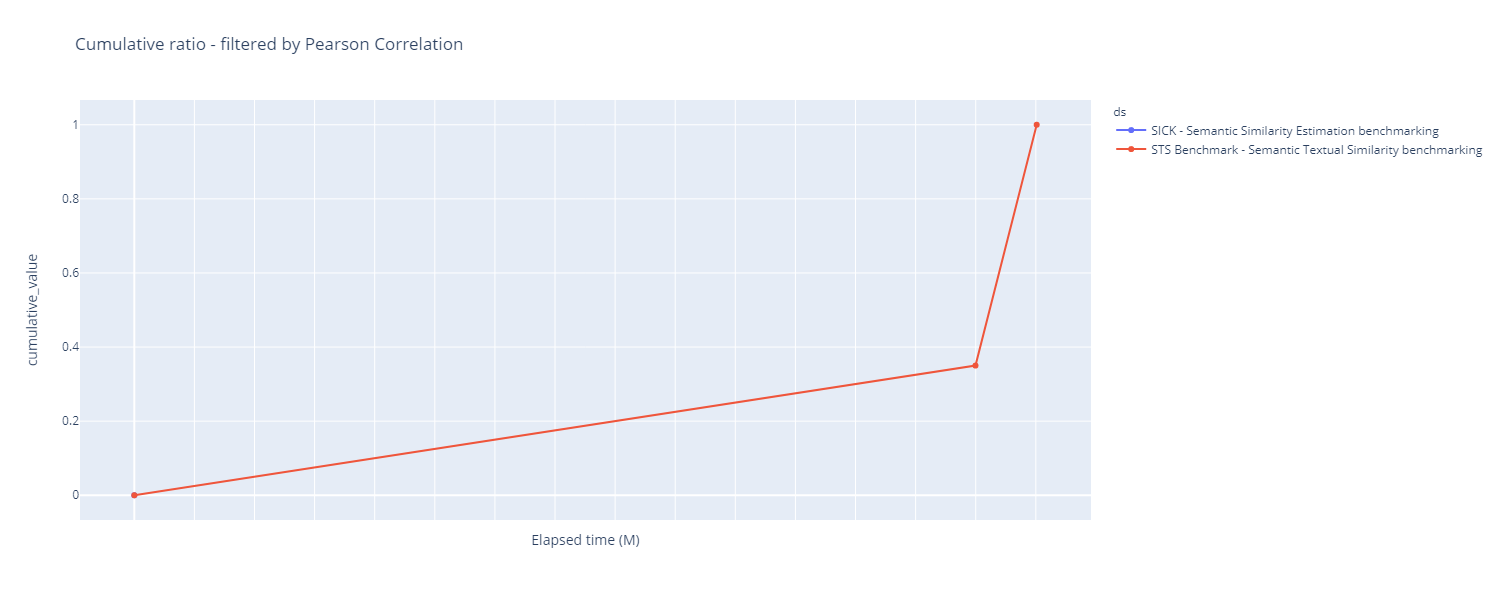 Cumulative ratio - filtered by Pearson Correlation
ds
SICK - Semantic Similarity Estimation benchmarking
STS Benchmark - Semantic Textual Similarity benchmarking
1
0.8
0.6
0.4
0.2
0
cumulative_value
Elapsed time (M)